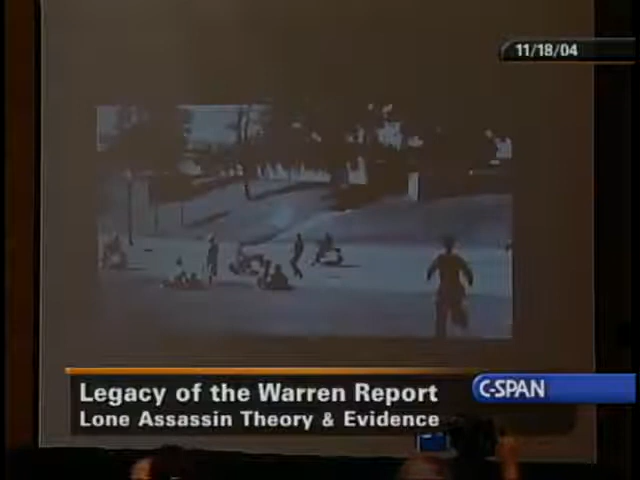 11/18/04
Legacy of the Warren Report
C-SPAN
Lone Assassin Theory & Evidence